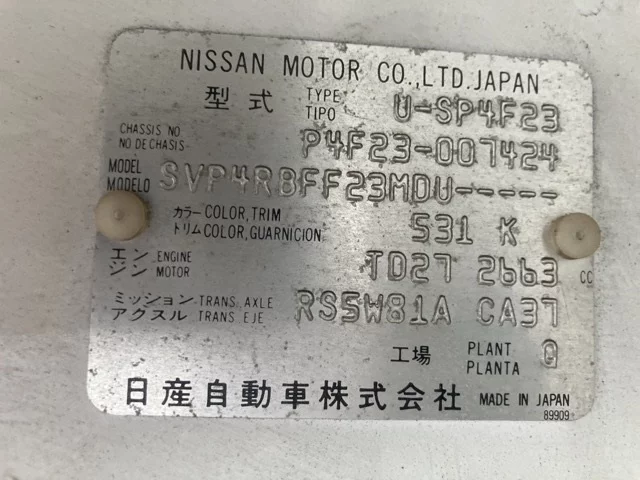 NISSAN MOTOR CO.,LTD.JAPAN
型式 TYPE TIPO U-SP4F23
CHASSIS NO. NO DE CHASIS P4F23-007424
MODEL MODELO SVP4RBFF23MDU-----
カラー COLOR, TRIM トリム COLOR, GUARNICION 531 K
エンジン ENGINE MOTOR TD27 2663 CC
ミッション TRANS. AXLE アクスル TRANS. EJE RS5W81A CA37
工場 PLANT PLANTA G
日産自動車株式会社 MADE IN JAPAN
89909